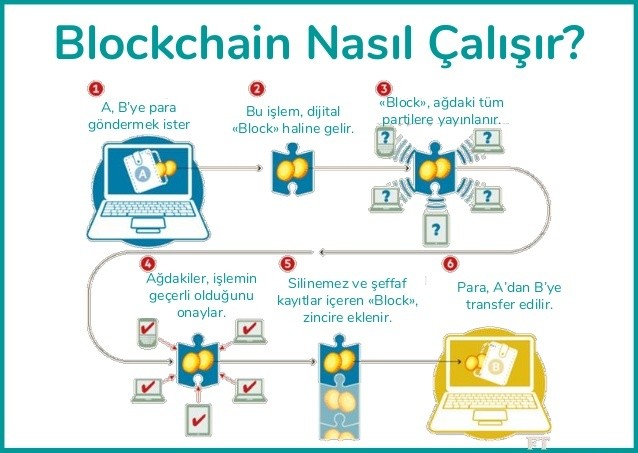 Blockchain Nasıl Çalışır?
1
A, B'ye para
göndermek ister
2
Bu işlem, dijital
«Block» haline gelir.
3
«Block», ağdaki tüm
partilere yayınlanır.
A
?
?
?
?
?
4
Ağdakiler, işlemin
geçerli olduğunu
onaylar.
5
Silinemez ve şeffaf
kayıtlar içeren «Block»,
zincire eklenir.
6
Para, A'dan B'ye
transfer edilir.
B
FT